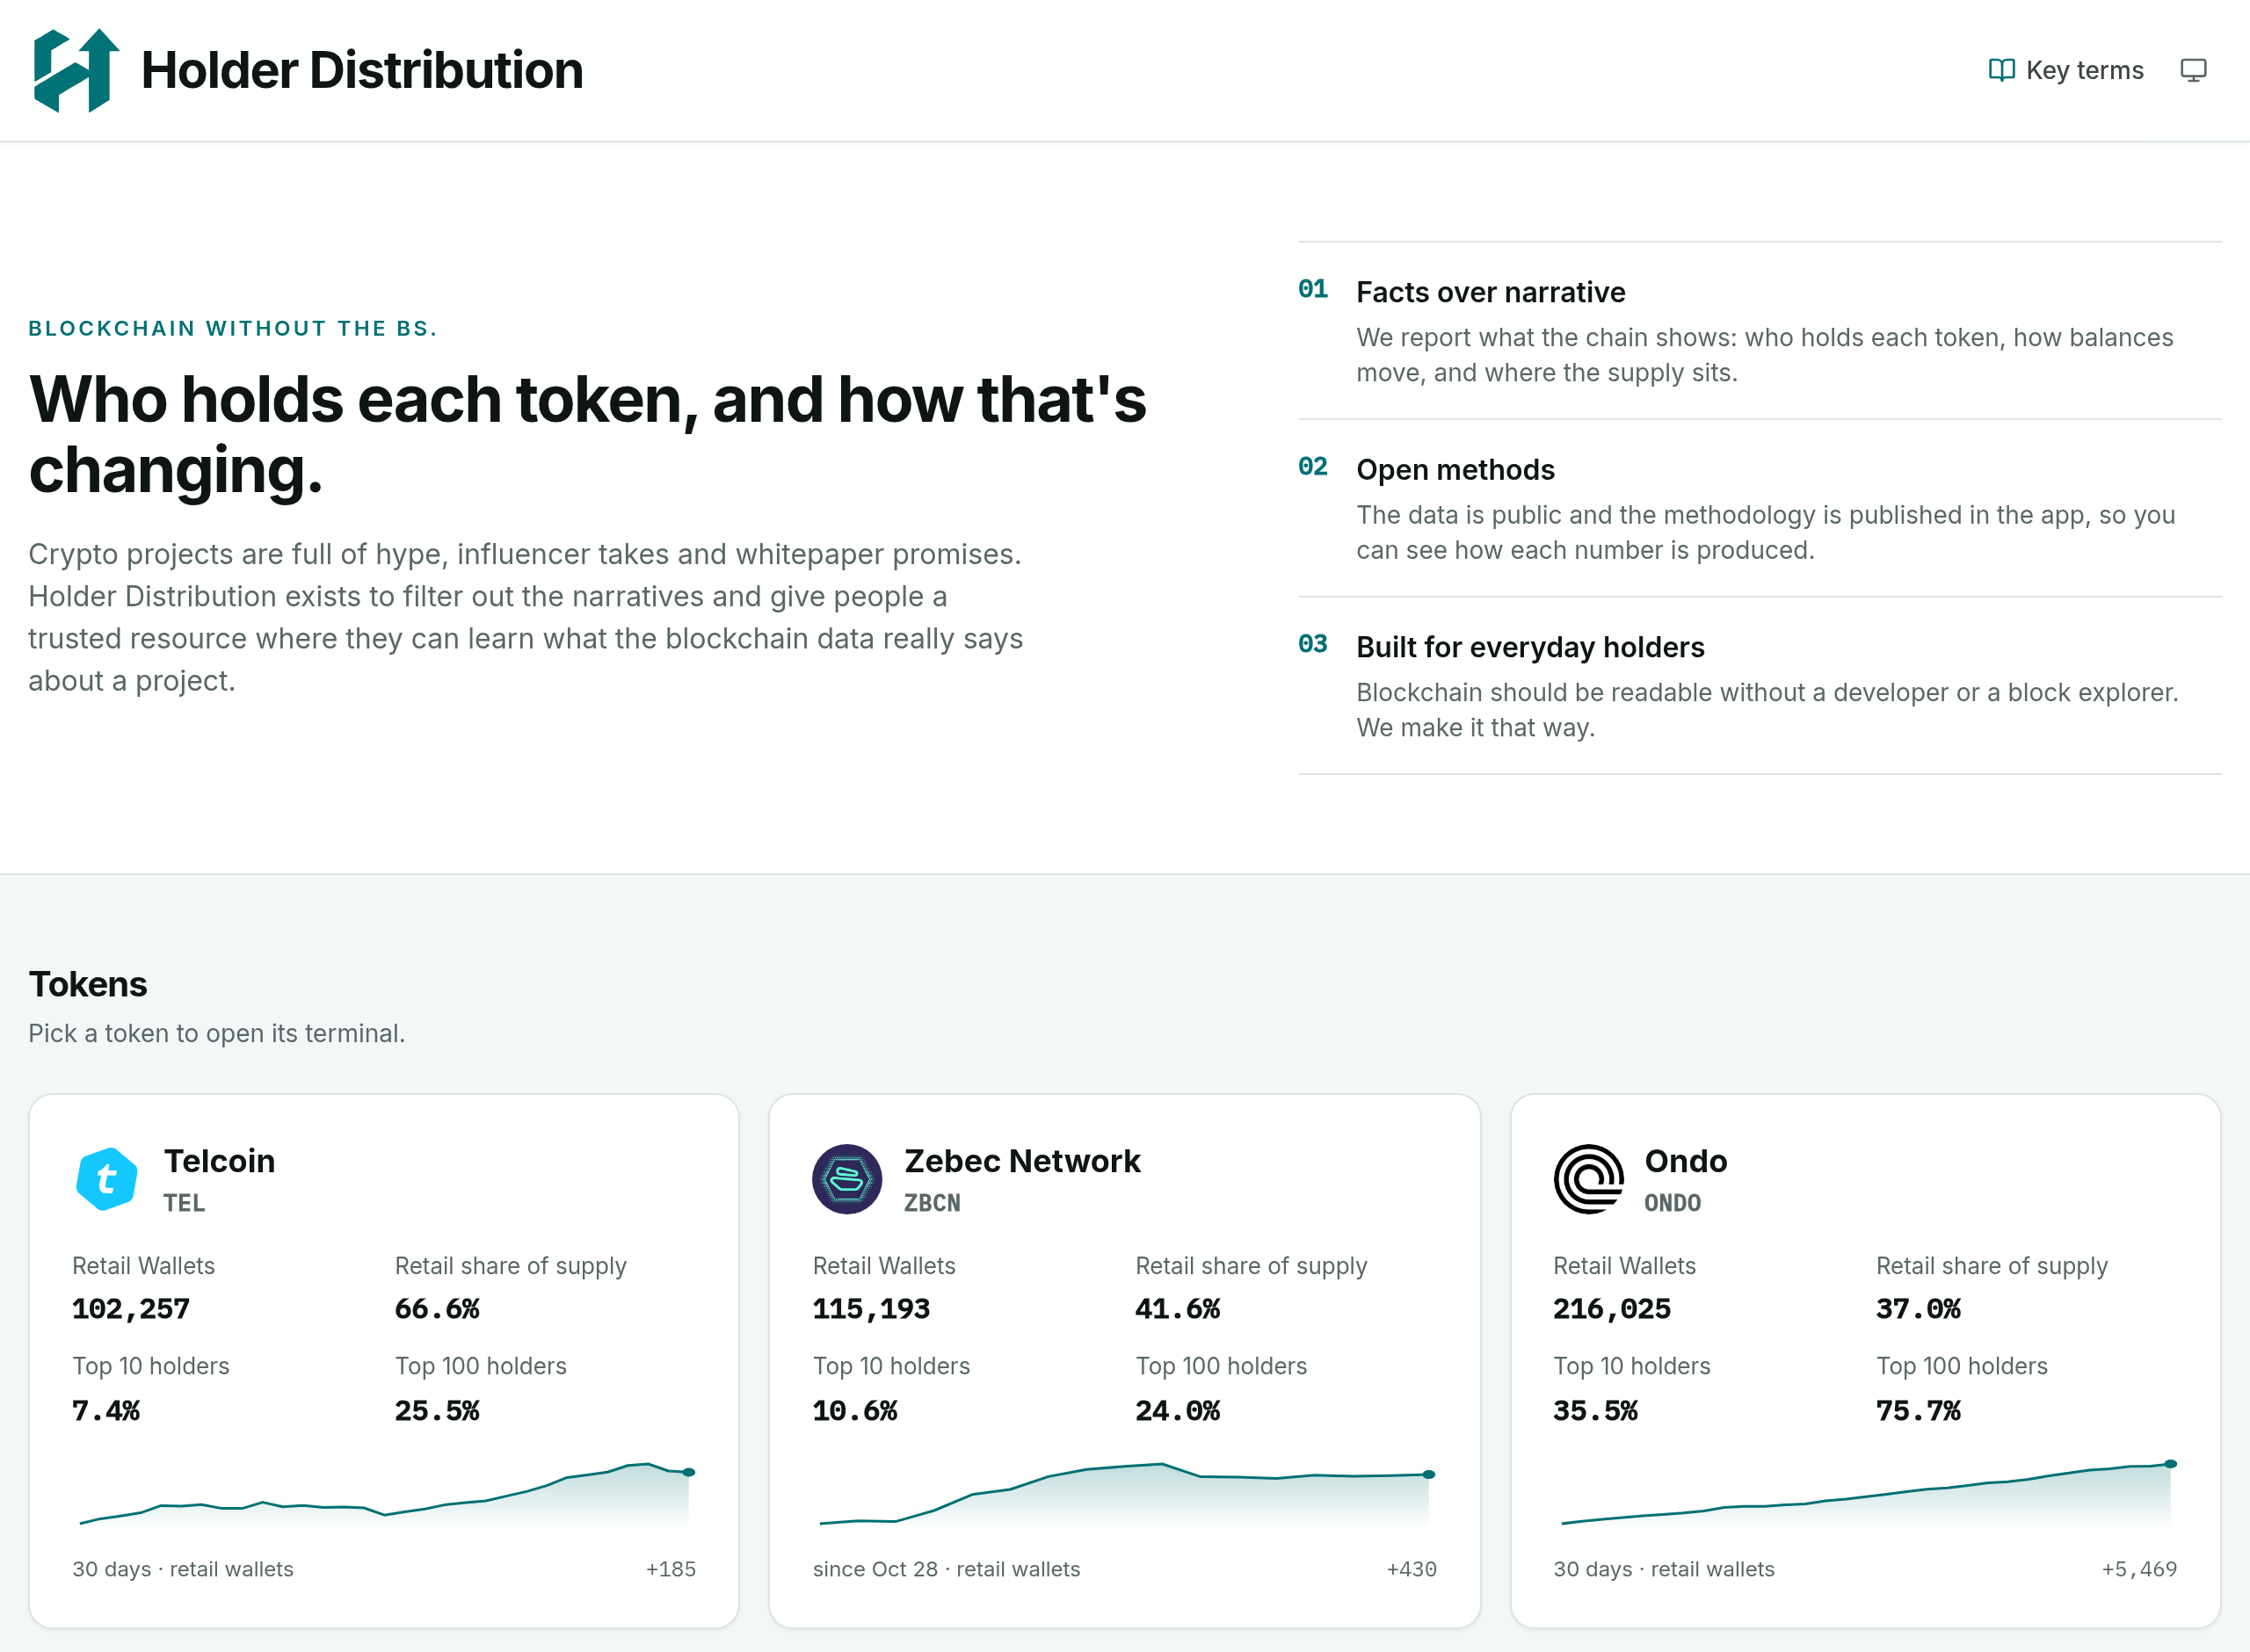 Holder Distribution
Key terms
BLOCKCHAIN WITHOUT THE BS.
Who holds each token, and how that's
changing.
Crypto projects are full of hype, influencer takes and whitepaper promises.
Holder Distribution exists to filter out the narratives and give people a
trusted resource where they can learn what the blockchain data really says
about a project.
01 Facts over narrative
We report what the chain shows: who holds each token, how balances
move, and where the supply sits.
02 Open methods
The data is public and the methodology is published in the app, so you
can see how each number is produced.
03 Built for everyday holders
Blockchain should be readable without a developer or a block explorer.
We make it that way.
Tokens
Pick a token to open its terminal.
t
Telcoin
TEL
Retail Wallets Retail share of supply
102,257 66.6%
Top 10 holders Top 100 holders
7.4% 25.5%
30 days · retail wallets +185
Zebec Network
ZBCN
Retail Wallets Retail share of supply
115,193 41.6%
Top 10 holders Top 100 holders
10.6% 24.0%
since Oct 28 · retail wallets +430
Ondo
ONDO
Retail Wallets Retail share of supply
216,025 37.0%
Top 10 holders Top 100 holders
35.5% 75.7%
30 days · retail wallets +5,469